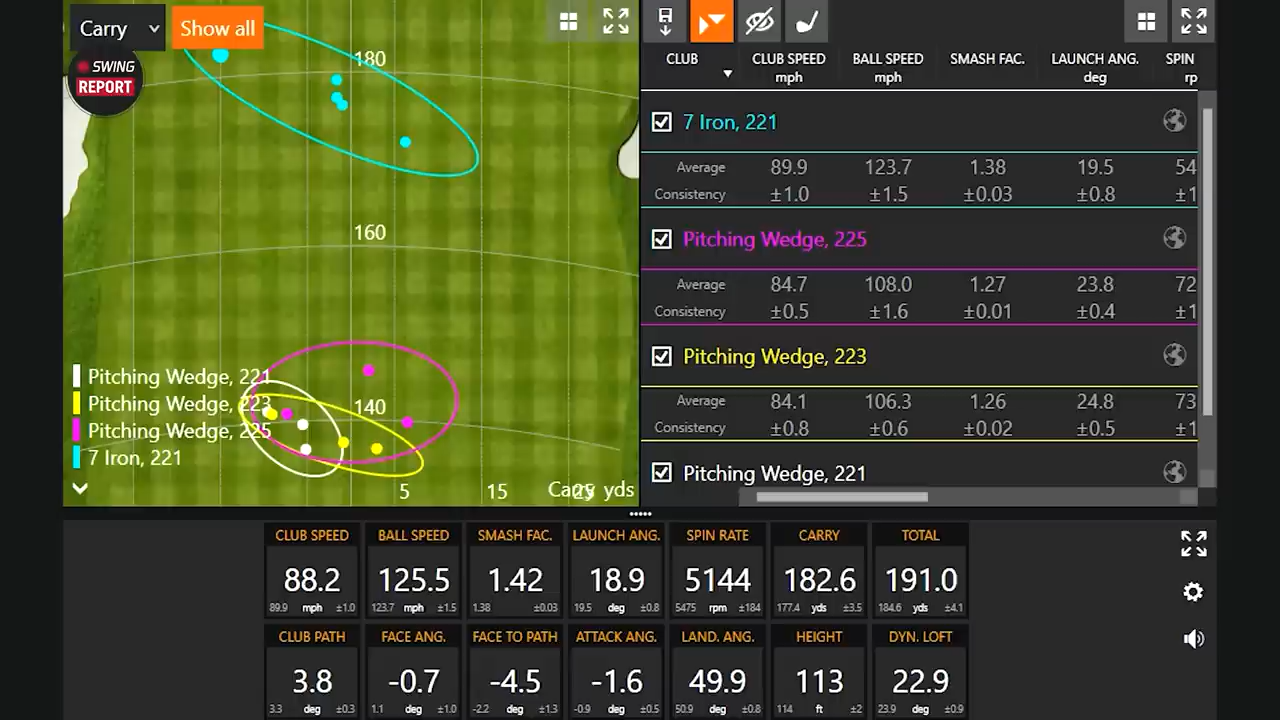 Carry
Show all
SWING
REPORT
180
160
140
Pitching Wedge, 221
Pitching Wedge, 223
Pitching Wedge, 225
7 Iron, 221
5
15
25
Carry yds
CLUB
CLUB SPEED
mph
BALL SPEED
mph
SMASH FAC.
LAUNCH ANG.
deg
SPIN
rp
7 Iron, 221
Average 89.9 123.7 1.38 19.5 54
Consistency ±1.0 ±1.5 ±0.03 ±0.8 ±1
Pitching Wedge, 225
Average 84.7 108.0 1.27 23.8 72
Consistency ±0.5 ±1.6 ±0.01 ±0.4 ±1
Pitching Wedge, 223
Average 84.1 106.3 1.26 24.8 73
Consistency ±0.8 ±0.6 ±0.02 ±0.5 ±1
Pitching Wedge, 221
CLUB SPEED BALL SPEED SMASH FAC. LAUNCH ANG. SPIN RATE CARRY TOTAL
88.2 125.5 1.42 18.9 5144 182.6 191.0
89.9 mph ±1.0 123.7 mph ±1.5 1.38 ±0.03 19.5 deg ±0.8 5475 rpm ±184 177.4 yds ±3.5 184.6 yds ±4.1
CLUB PATH FACE ANG. FACE TO PATH ATTACK ANG. LAND. ANG. HEIGHT DYN. LOFT
3.8 -0.7 -4.5 -1.6 49.9 113 22.9
3.3 deg ±0.3 1.1 deg ±1.0 -2.2 deg ±1.3 -0.9 deg ±0.5 50.9 deg ±0.8 114 ft ±2 23.9 deg ±0.9